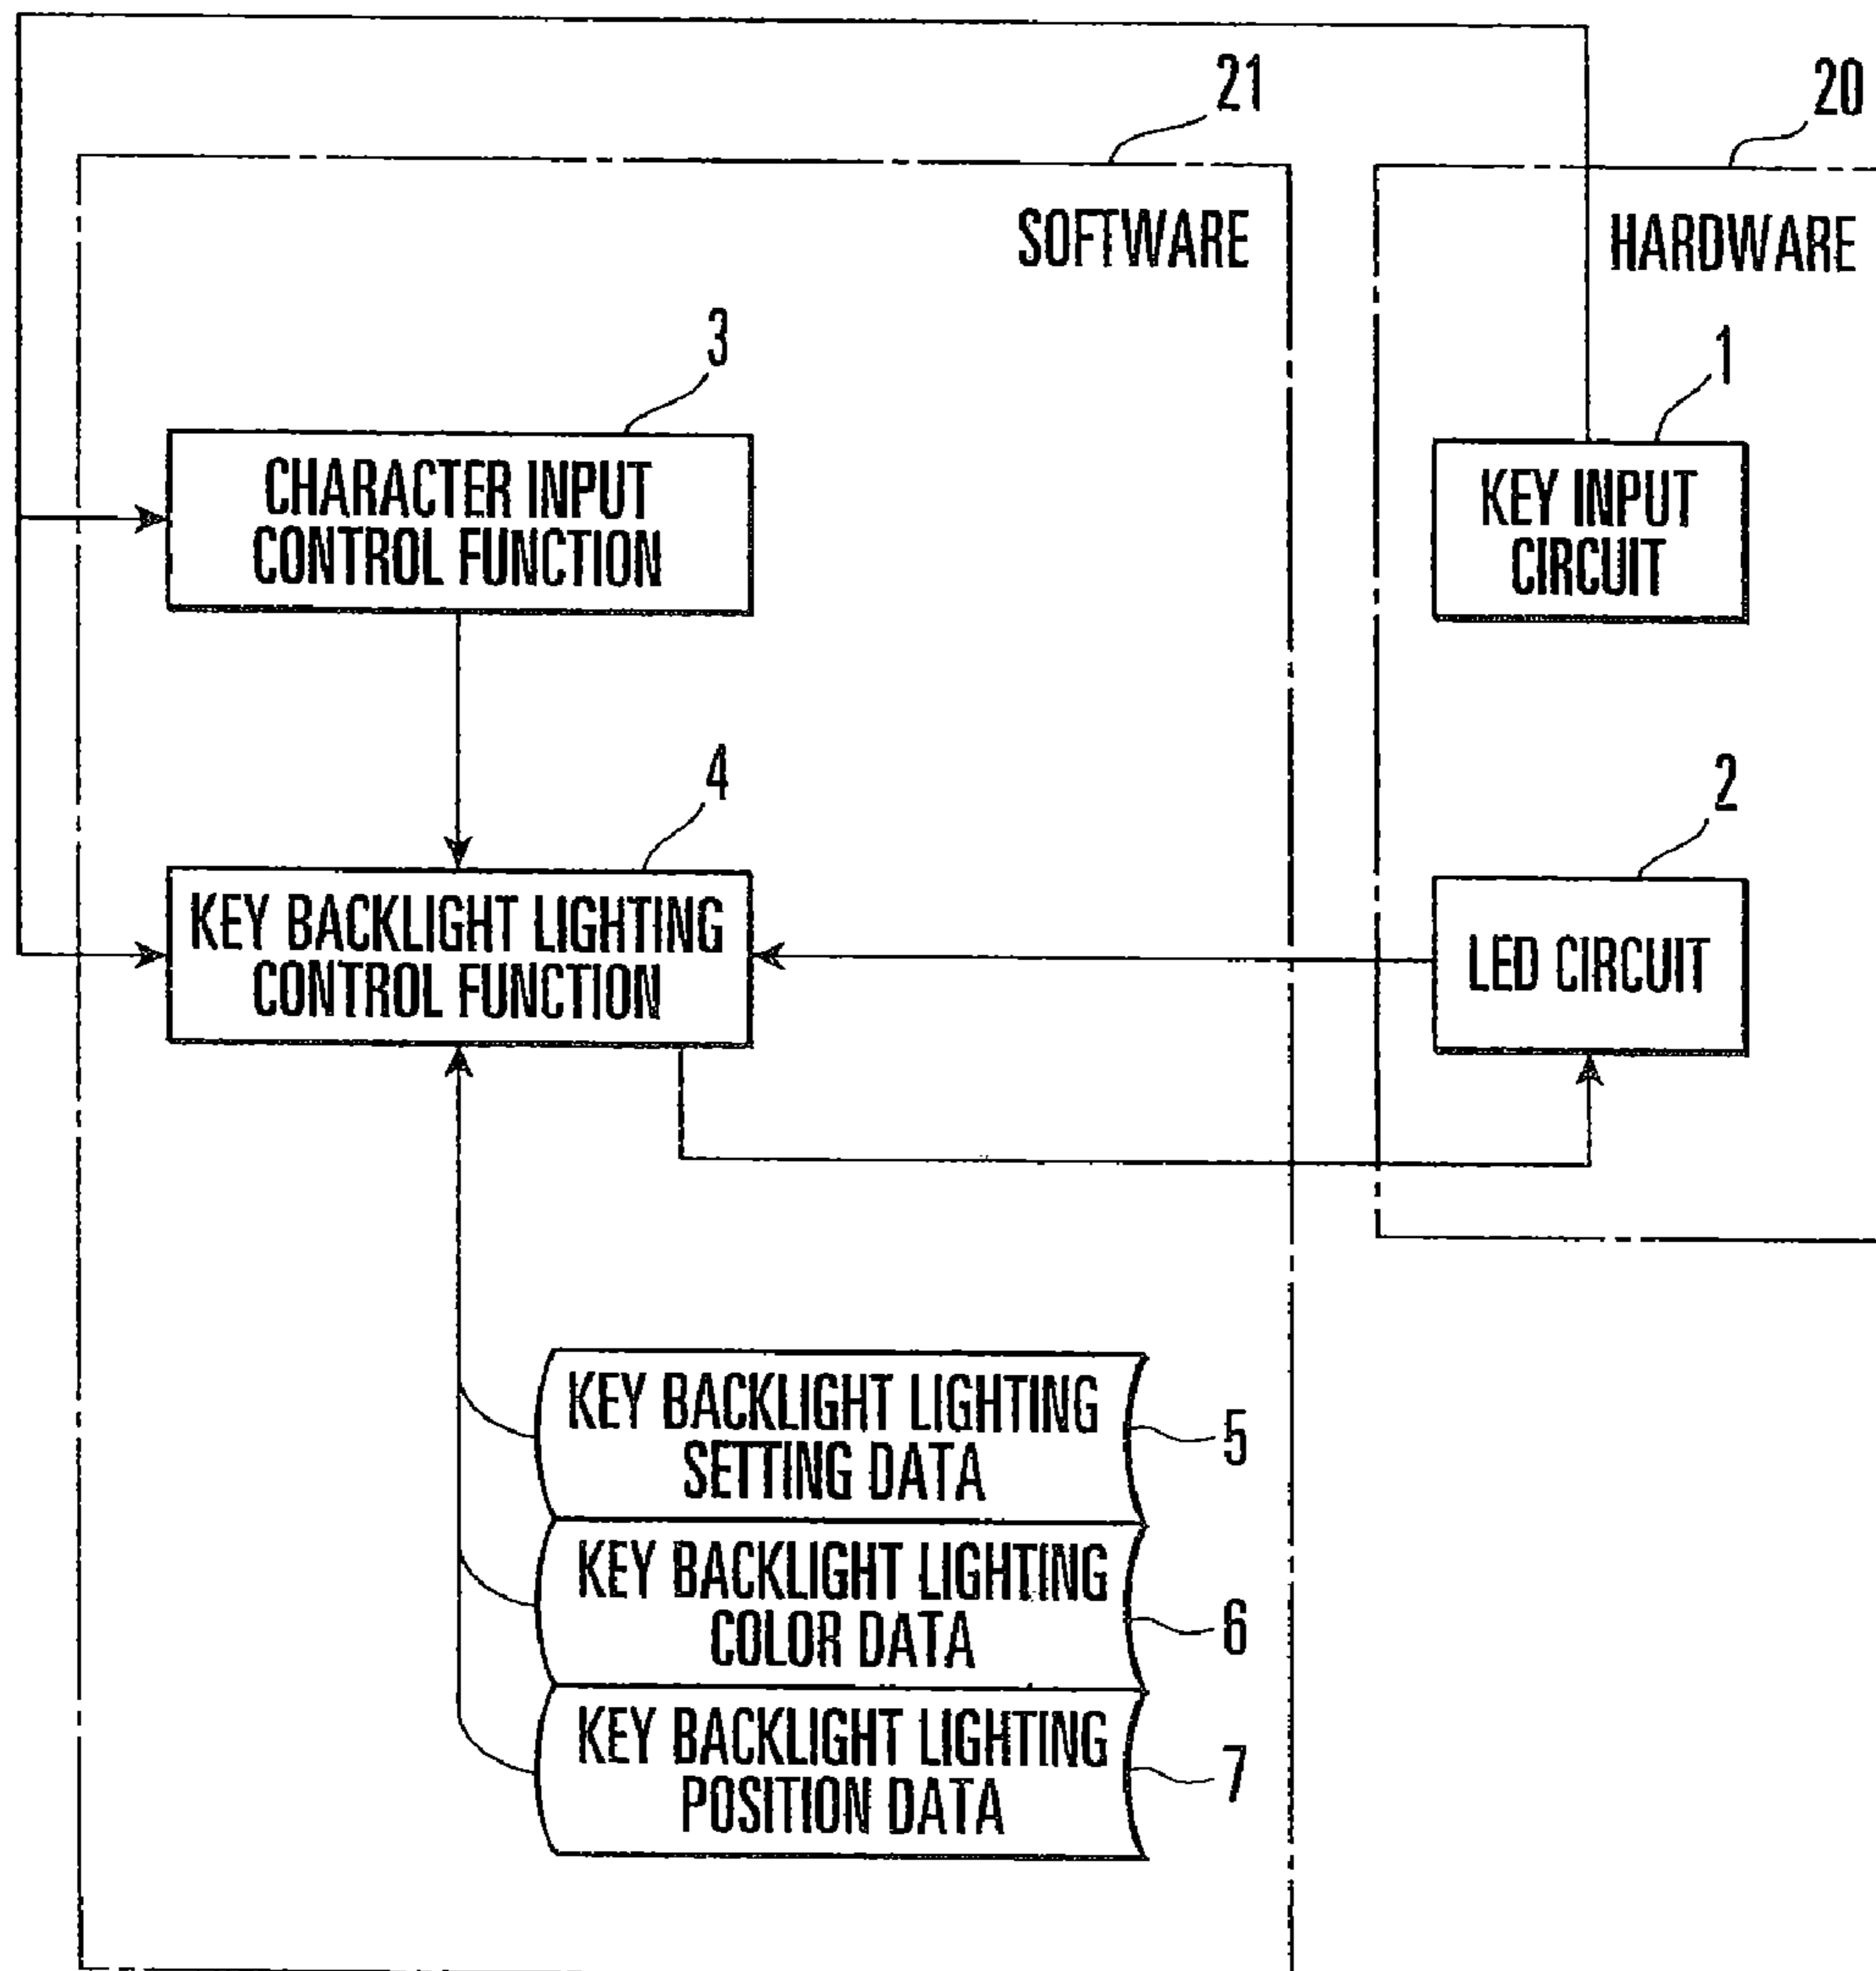 21
20
SOFTWARE
HARDWARE
3
1
CHARACTER INPUT
CONTROL FUNCTION
KEY INPUT
CIRCUIT
4
2
KEY BACKLIGHT LIGHTING
CONTROL FUNCTION
LED CIRCUIT
KEY BACKLIGHT LIGHTING
SETTING DATA
5
KEY BACKLIGHT LIGHTING
COLOR DATA
6
KEY BACKLIGHT LIGHTING
POSITION DATA
7